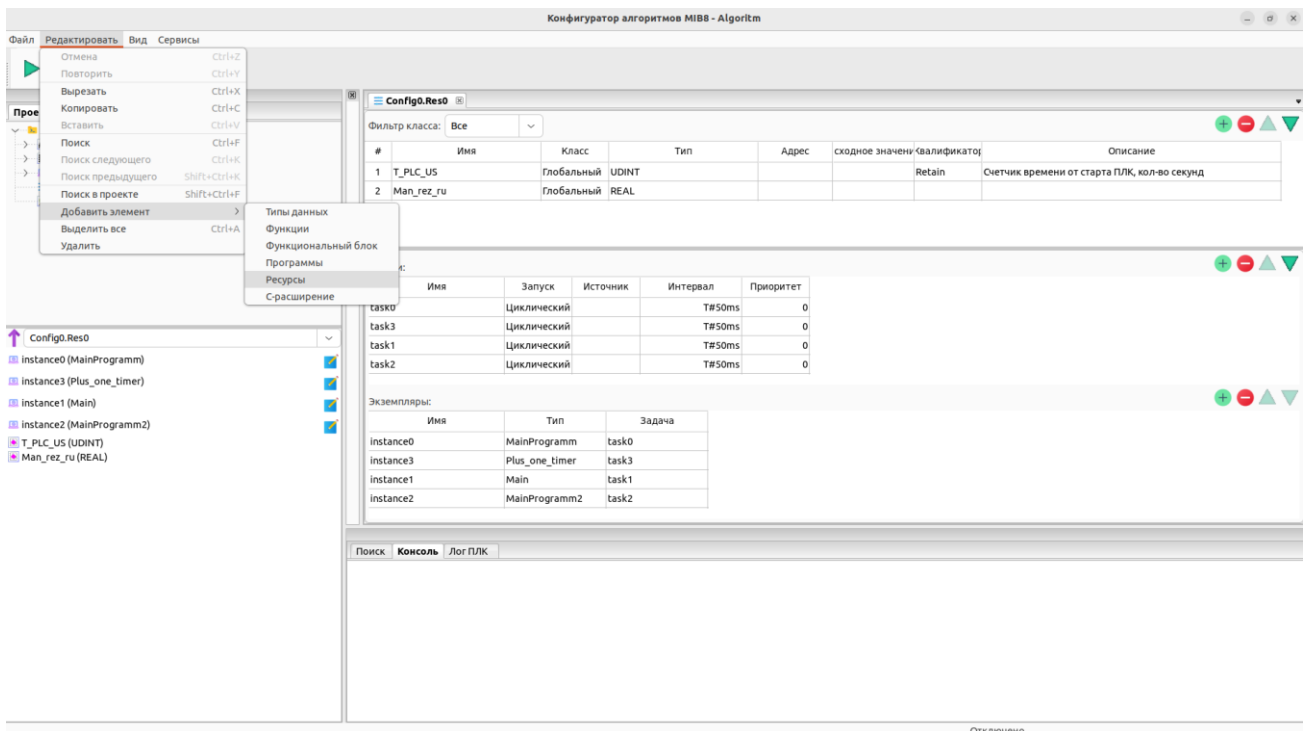 Конфигуратор алгоритмов MIB8 - Algoritm
Файл Редактировать Вид Сервисы
Отмена Ctrl+Z
Повторить Ctrl+Y
Вырезать Ctrl+X
Копировать Ctrl+C
Вставить Ctrl+V
Поиск Ctrl+F
Поиск следующего Ctrl+K
Поиск предыдущего Shift+Ctrl+K
Поиск в проекте Shift+Ctrl+F
Добавить элемент
Выделить все Ctrl+A
Удалить
Типы данных
Функции
Функциональный блок
Программы
Ресурсы
C-расширение
Прое
Config0.Res0
instance0 (MainProgramm)
instance3 (Plus_one_timer)
instance1 (Main)
instance2 (MainProgramm2)
T_PLC_US (UDINT)
Man_rez_ru (REAL)
Config0.Res0
Фильтр класса: Все
# Имя Класс Тип Адрес сходное значени Квалификатор Описание
1 T_PLC_US Глобальный UDINT Retain Счетчик времени от старта ПЛК, кол-во секунд
2 Man_rez_ru Глобальный REAL
и:
Имя Запуск Источник Интервал Приоритет
task0 Циклический T#50ms 0
task3 Циклический T#50ms 0
task1 Циклический T#50ms 0
task2 Циклический T#50ms 0
Экземпляры:
Имя Тип Задача
instance0 MainProgramm task0
instance3 Plus_one_timer task3
instance1 Main task1
instance2 MainProgramm2 task2
Поиск Консоль Лог ПЛК
Отключено